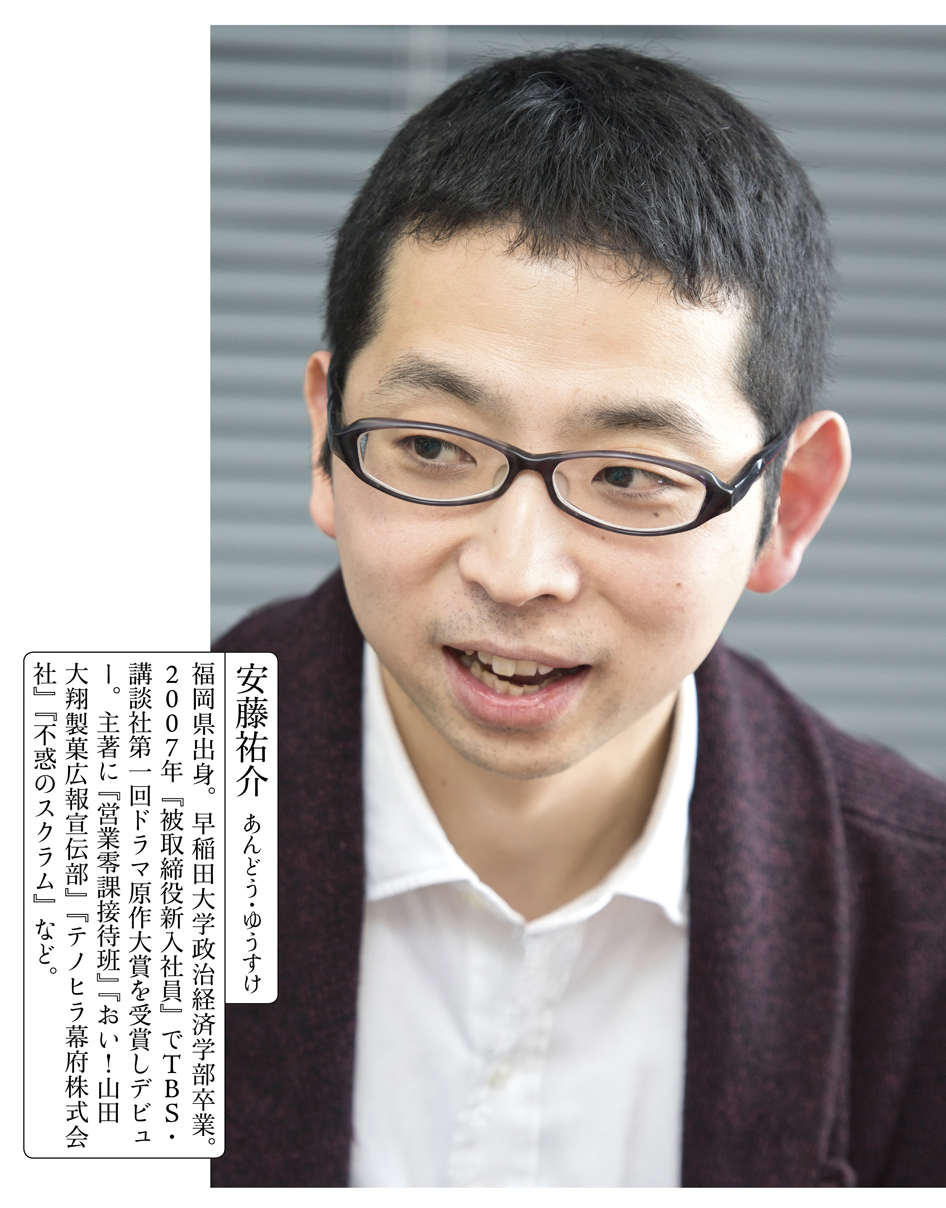 安藤祐介 あんどう・ゆうすけ
福岡県出身。早稲田大学政治経済学部卒業。
2007年『被取締役新入社員』でTBS・
講談社第一回ドラマ原作大賞を受賞しデビュ
ー。主著に『営業零課接待班』『おい！山田
大翔製菓広報宣伝部』『テノヒラ幕府株式会
社』『不惑のスクラム』など。